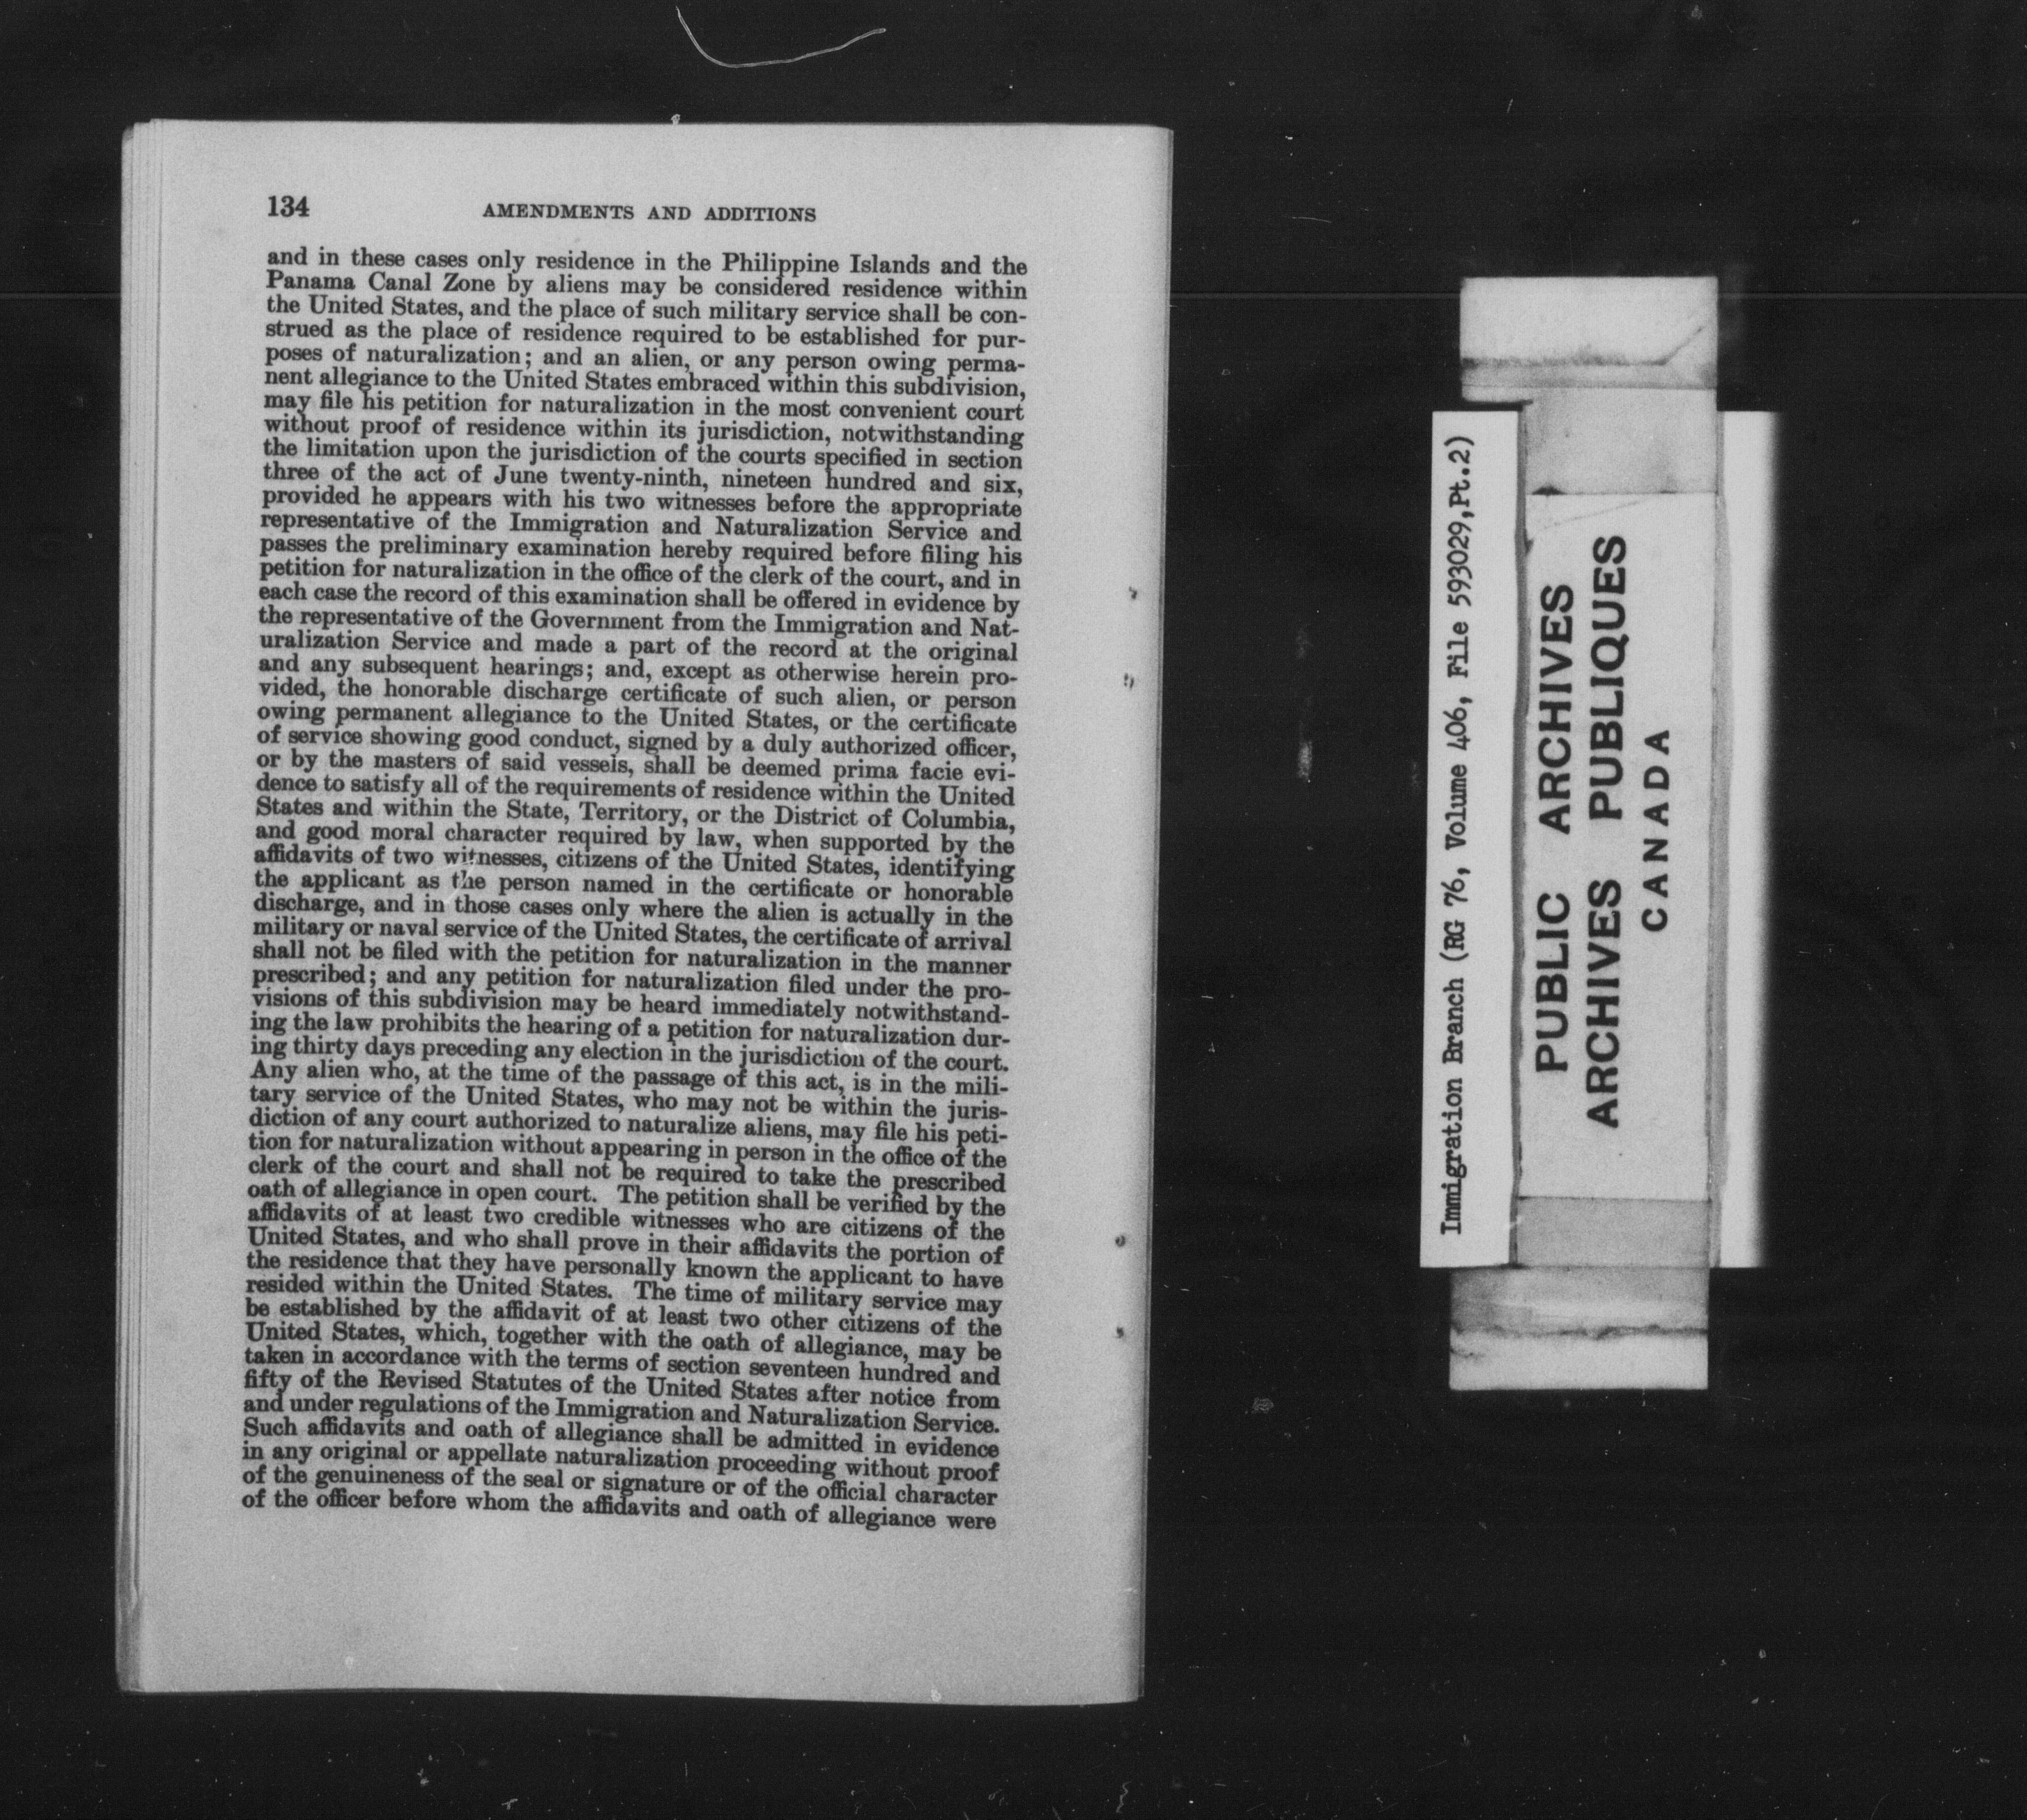 134 AMENDMENTS AND ADDITIONS
and in these cases only residence in the Philippine Islands and the
Panama Canal Zone by aliens may be considered residence within
the United States, and the place of such military service shall be con-
strued as the place of residence required to be established for pur-
poses of naturalization; and an alien, or any person owing perma-
nent allegiance to the United States embraced within this subdivision,
may file his petition for naturalization in the most convenient court
without proof of residence within its jurisdiction, notwithstanding
the limitation upon the jurisdiction of the courts specified in section
three of the act of June twenty-ninth, nineteen hundred and six,
provided he appears with his two witnesses before the appropriate
representative of the Immigration and Naturalization Service and
passes the preliminary examination hereby required before filing his
petition for naturalization in the office of the clerk of the court, and in
each case the record of this examination shall be offered in evidence by
the representative of the Government from the Immigration and Nat-
uralization Service and made a part of the record at the original
and any subsequent hearings; and, except as otherwise herein pro-
vided, the honorable discharge certificate of such alien, or person
owing permanent allegiance to the United States, or the certificate
of service showing good conduct, signed by a duly authorized officer,
or by the masters of said vessels, shall be deemed prima facie evi-
dence to satisfy all of the requirements of residence within the United
States and within the State, Territory, or the District of Columbia,
and good moral character required by law, when supported by the
affidavits of two witnesses, citizens of the United States, identifying
the applicant as the person named in the certificate or honorable
discharge, and in those cases only where the alien is actually in the
military or naval service of the United States, the certificate of arrival
shall not be filed with the petition for naturalization in the manner
prescribed; and any petition for naturalization filed under the pro-
visions of this subdivision may be heard immediately notwithstand-
ing the law prohibits the hearing of a petition for naturalization dur-
ing thirty days preceding any election in the jurisdiction of the court.
Any alien who, at the time of the passage of this act, is in the mili-
tary service of the United States, who may not be within the juris-
diction of any court authorized to naturalize aliens, may file his peti-
tion for naturalization without appearing in person in the office of the
clerk of the court and shall not be required to take the prescribed
oath of allegiance in open court. The petition shall be verified by the
affidavits of at least two credible witnesses who are citizens of the
United States, and who shall prove in their affidavits the portion of
the residence that they have personally known the applicant to have
resided within the United States. The time of military service may
be established by the affidavit of at least two other citizens of the
United States, which, together with the oath of allegiance, may be
taken in accordance with the terms of section seventeen hundred and
fifty of the Revised Statutes of the United States after notice from
and under regulations of the Immigration and Naturalization Service.
Such affidavits and oath of allegiance shall be admitted in evidence
in any original or appellate naturalization proceeding without proof
of the genuineness of the seal or signature or of the official character
of the officer before whom the affidavits and oath of allegiance were
Immigration Branch (RG 76, Volume 406, File 593029,Pt.2)
PUBLIC ARCHIVES
ARCHIVES PUBLIQUES
CANADA